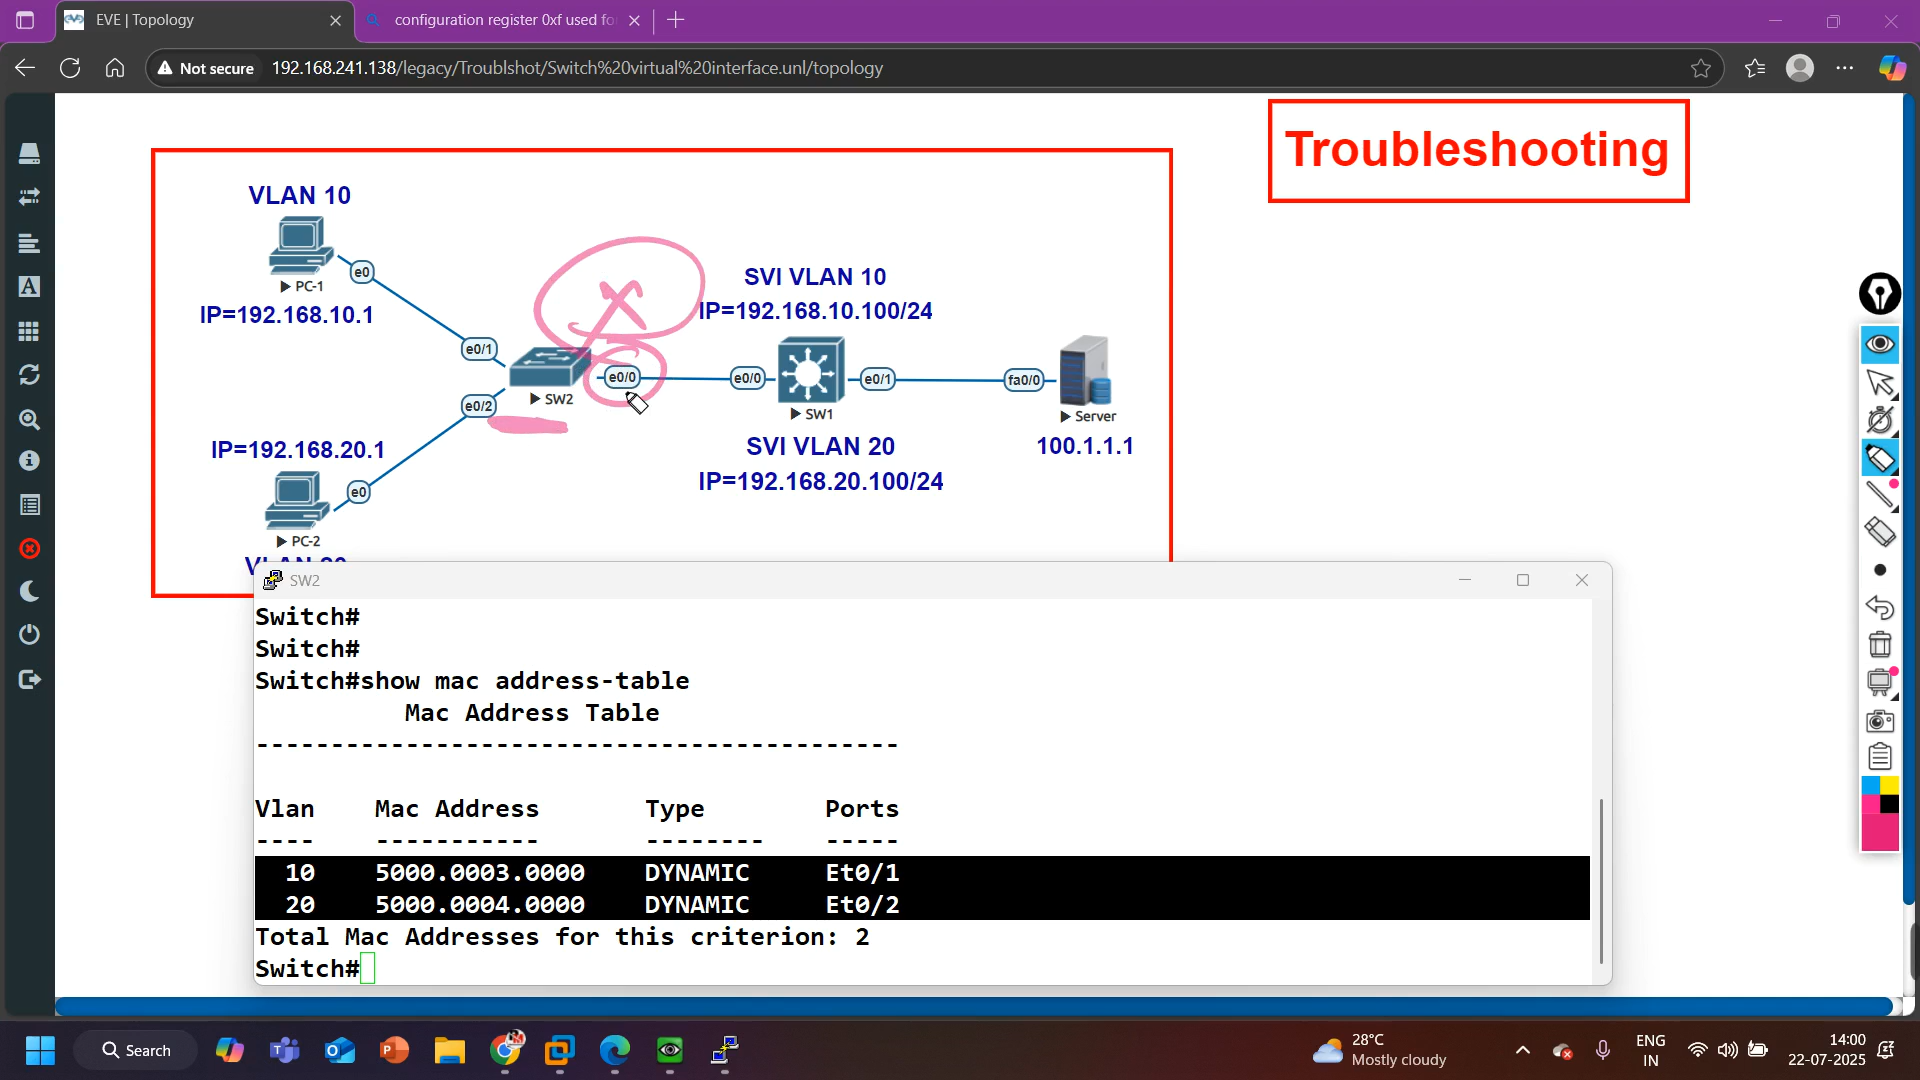 EVE | Topology
configuration register 0xf used fo
Not secure
192.168.241.138/legacy/Troublshot/Switch%20virtual%20interface.unl/topology
Troubleshooting
VLAN 10
e0
PC-1
IP=192.168.10.1
SVI VLAN 10
IP=192.168.10.100/24
e0/1
e0/0
e0/0
e0/1
fa0/0
SW2
e0/2
SW1
Server
IP=192.168.20.1
SVI VLAN 20
100.1.1.1
IP=192.168.20.100/24
e0
PC-2
SW2
Switch#
Switch#
Switch#show mac address-table
Mac Address Table
-------------------------------------------
Vlan Mac Address Type Ports
---- ----------- -------- -----
10 5000.0003.0000 DYNAMIC Et0/1
20 5000.0004.0000 DYNAMIC Et0/2
Total Mac Addresses for this criterion: 2
Switch#
Search
28°C
Mostly cloudy
ENG
IN
14:00
22-07-2025